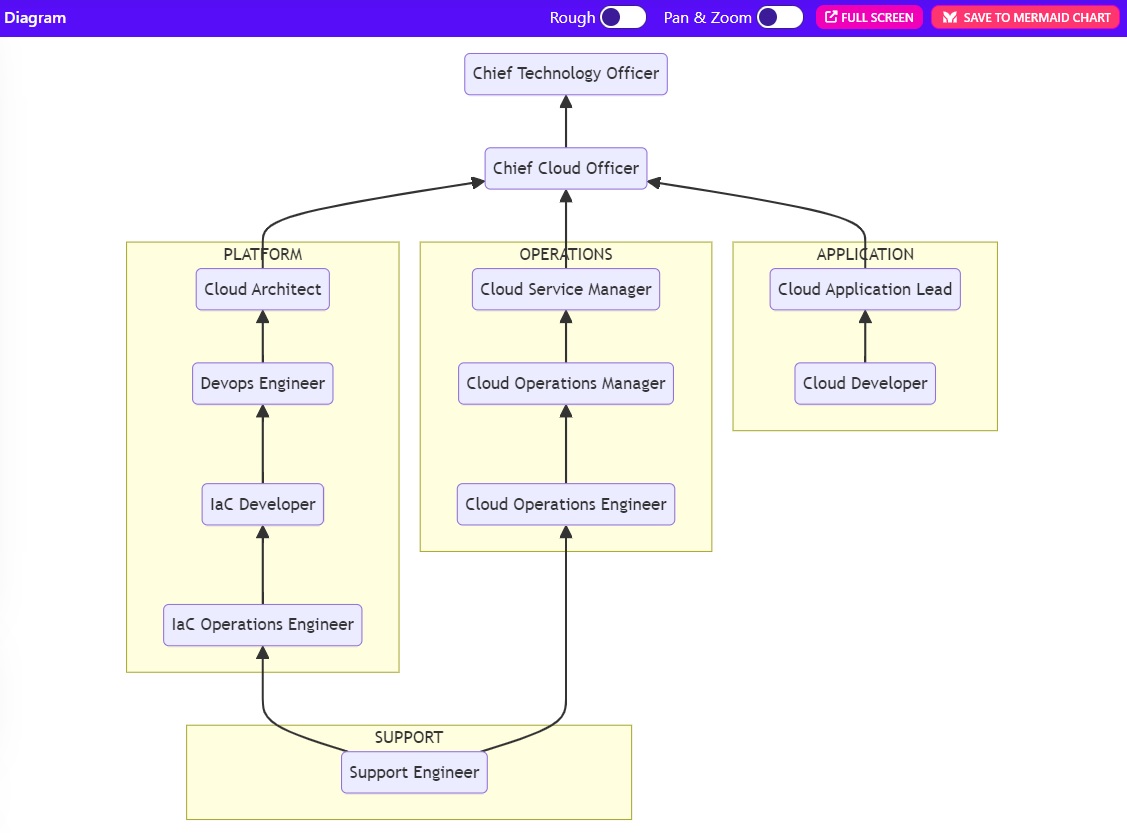 Diagram
Rough
Pan & Zoom
FULL SCREEN
SAVE TO MERMAID CHART
Chief Technology Officer
Chief Cloud Officer
PLATFORM
OPERATIONS
APPLICATION
Cloud Architect
Cloud Service Manager
Cloud Application Lead
Devops Engineer
Cloud Operations Manager
Cloud Developer
IaC Developer
Cloud Operations Engineer
IaC Operations Engineer
SUPPORT
Support Engineer